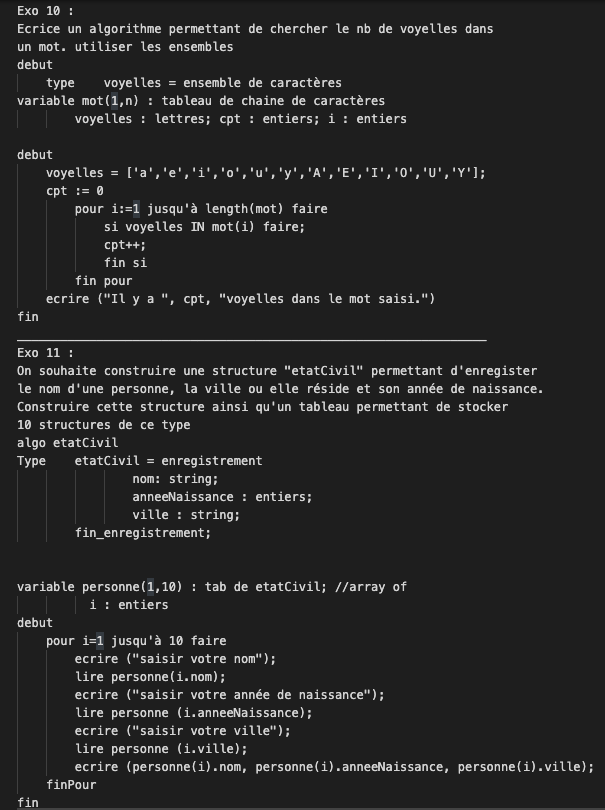 Exo 10 :
Ecrice un algorithme permettant de chercher le nb de voyelles dans
un mot. utiliser les ensembles
debut
type    voyelles = ensemble de caractères
variable mot(1,n) : tableau de chaine de caractères
voyelles : lettres; cpt : entiers; i : entiers
debut
voyelles = ['a','e','i','o','u','y','A','E','I','O','U','Y'];
cpt := 0
pour i:=1 jusqu'à length(mot) faire
si voyelles IN mot(i) faire;
cpt++;
fin si
fin pour
ecrire ("Il y a ", cpt, "voyelles dans le mot saisi.")
fin
Exo 11 :
On souhaite construire une structure "etatCivil" permettant d'enregister
le nom d'une personne, la ville ou elle réside et son année de naissance.
Construire cette structure ainsi qu'un tableau permettant de stocker
10 structures de ce type
algo etatCivil
Type    etatCivil = enregistrement
nom: string;
anneeNaissance : entiers;
ville : string;
fin_enregistrement;
variable personne(1,10) : tab de etatCivil; //array of
i : entiers
debut
pour i=1 jusqu'à 10 faire
ecrire ("saisir votre nom");
lire personne(i.nom);
ecrire ("saisir votre année de naissance");
lire personne (i.anneeNaissance);
ecrire ("saisir votre ville");
lire personne (i.ville);
ecrire (personne(i).nom, personne(i).anneeNaissance, personne(i).ville);
finPour
fin